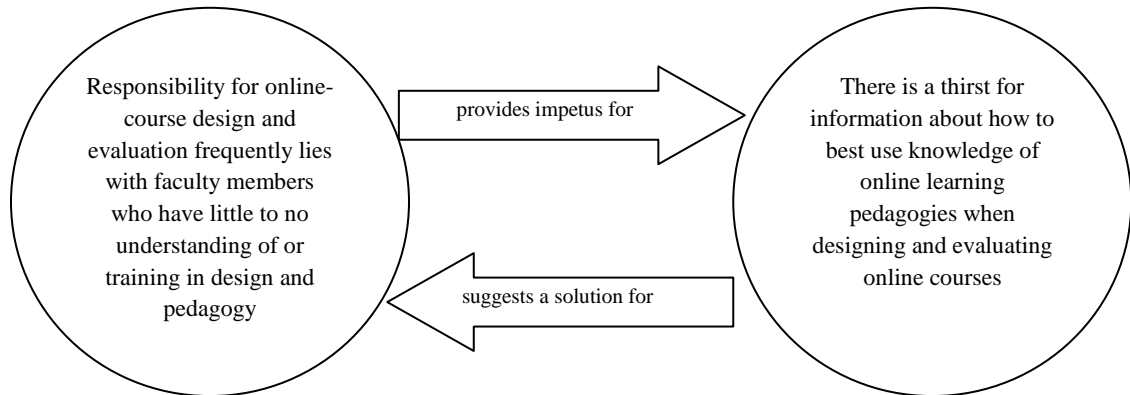 Responsibility for online-
course design and
evaluation frequently lies
with faculty members
who have little to no
understanding of or
training in design and
pedagogy
provides impetus for
suggests a solution for
There is a thirst for
information about how to
best use knowledge of
online learning
pedagogies when
designing and evaluating
online courses